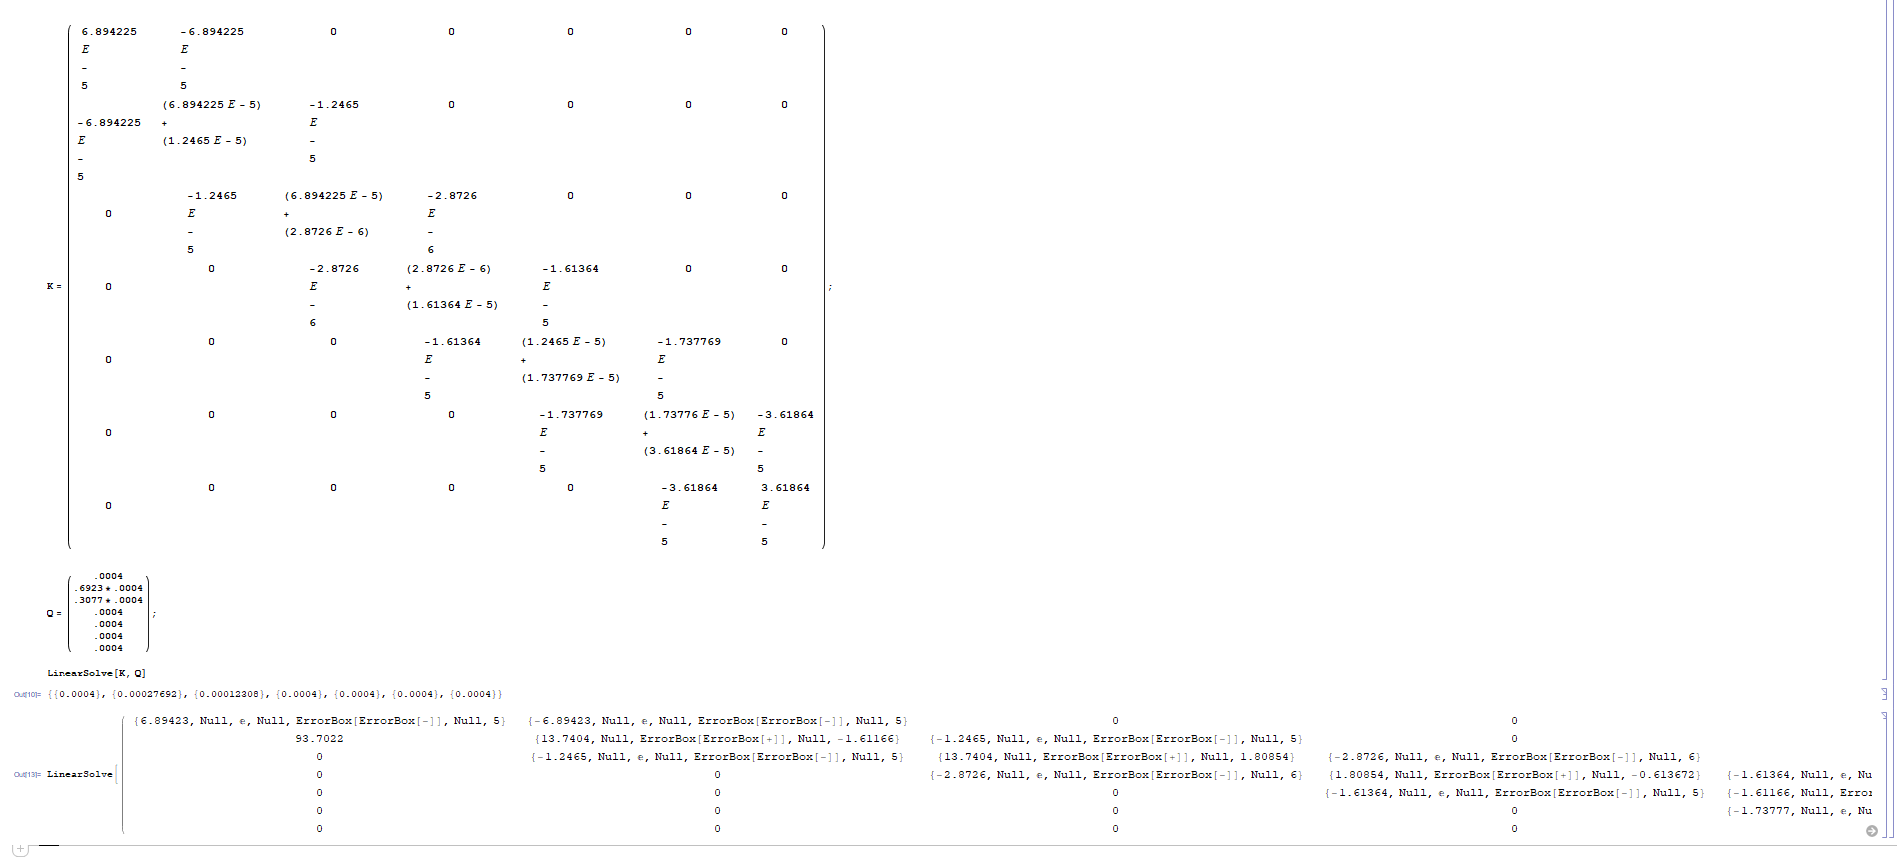 6.894225 -6.894225 0 0 0 0 0
E E
- -
5 5
(6.894225 E - 5) -1.2465 0 0 0 0
-6.894225 + E
E (1.2465 E - 5) -
- 5
5
-1.2465 (6.894225 E - 5) -2.8726 0 0 0
0 E + E
- (2.8726 E - 6) -
5 6
0 -2.8726 (2.8726 E - 6) -1.61364 0 0
K = 0 E + E ;
- (1.61364 E - 5) -
6 5
0 0 -1.61364 (1.2465 E - 5) -1.737769 0
0 E + E
- (1.737769 E - 5) -
5 5
0 0 0 -1.737769 (1.73776 E - 5) -3.61864
0 E + E
- (3.61864 E - 5) -
5 5
0 0 0 0 -3.61864 3.61864
0 E E
- -
5 5
.0004
.6923 * .0004
.3077 * .0004
Q = .0004 ;
.0004
.0004
.0004
LinearSolve[K, Q]
Out[10]= {{0.0004}, {0.00027692}, {0.00012308}, {0.0004}, {0.0004}, {0.0004}, {0.0004}}
{6.89423, Null, e, Null, ErrorBox[ErrorBox[-]], Null, 5} {-6.89423, Null, e, Null, ErrorBox[ErrorBox[-]], Null, 5} 0 0
93.7022 {13.7404, Null, ErrorBox[ErrorBox[+]], Null, -1.61166} {-1.2465, Null, e, Null, ErrorBox[ErrorBox[-]], Null, 5} 0
0 {-1.2465, Null, e, Null, ErrorBox[ErrorBox[-]], Null, 5} {13.7404, Null, ErrorBox[ErrorBox[+]], Null, 1.80854} {-2.8726, Null, e, Null, ErrorBox[ErrorBox[-]], Null, 6}
Out[13]= LinearSolve[ 0 0 {-2.8726, Null, e, Null, ErrorBox[ErrorBox[-]], Null, 6} {1.80854, Null, ErrorBox[ErrorBox[+]], Null, -0.613672} {-1.61364, Null, e, Nu
0 0 0 {-1.61364, Null, e, Null, ErrorBox[ErrorBox[-]], Null, 5} {-1.61166, Null, Error
0 0 0 0 {-1.73777, Null, e, Nu
0 0 0 0